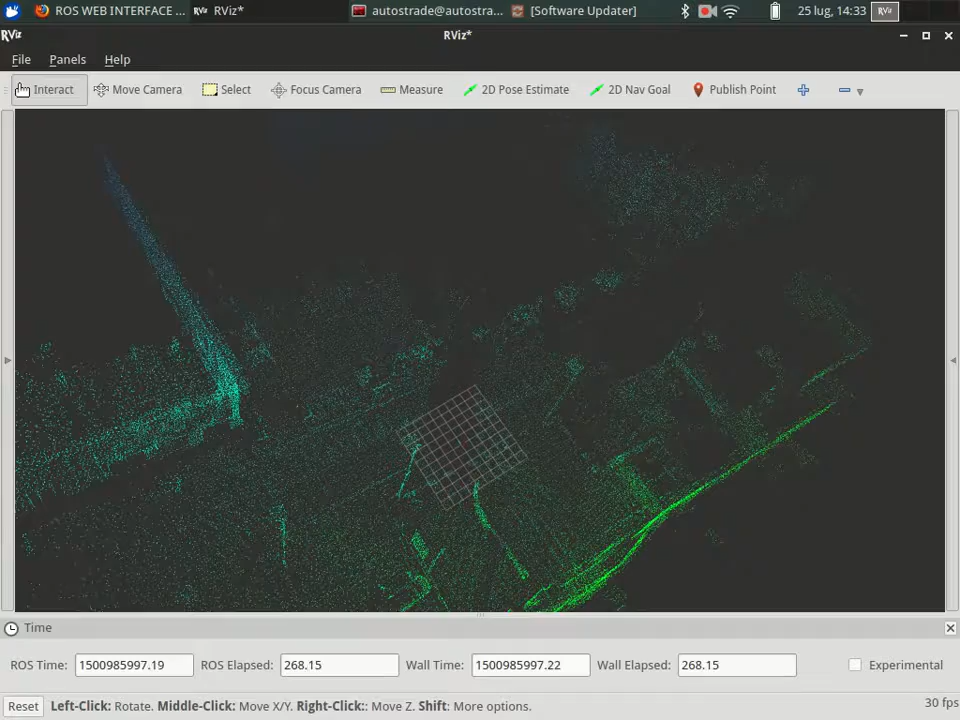 ROS WEB INTERFACE ... RViz* autostrade@autostra... [Software Updater] 25 lug, 14:33 RViz
RViz RViz*
File Panels Help
Interact Move Camera Select Focus Camera Measure 2D Pose Estimate 2D Nav Goal Publish Point
Time
ROS Time: 1500985997.19 ROS Elapsed: 268.15 Wall Time: 1500985997.22 Wall Elapsed: 268.15 Experimental
Reset Left-Click: Rotate. Middle-Click: Move X/Y. Right-Click:: Move Z. Shift: More options. 30 fps